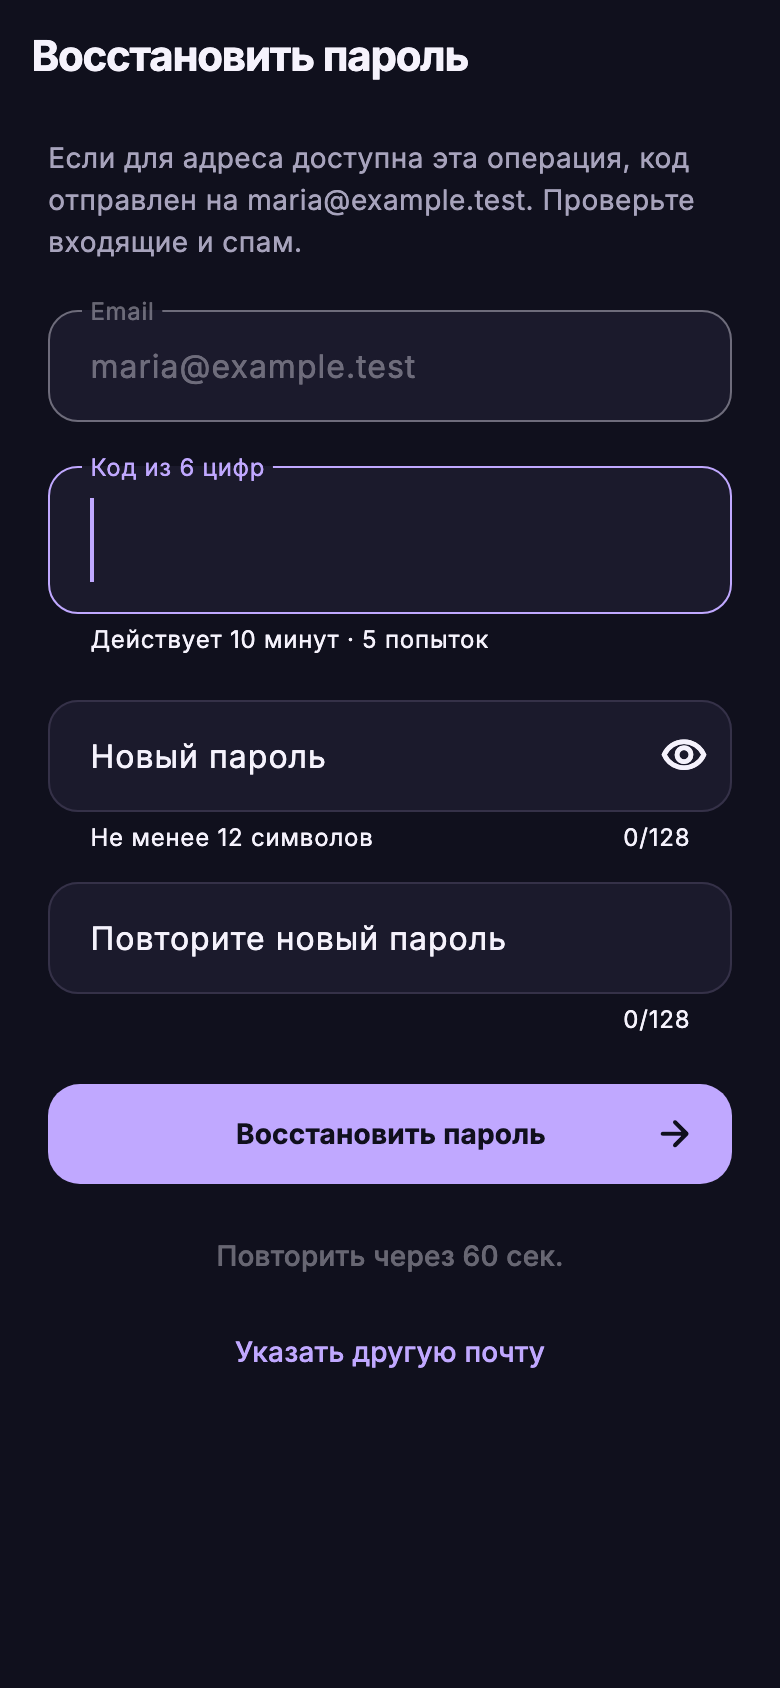 Восстановить пароль
Если для адреса доступна эта операция, код
отправлен на maria@example.test. Проверьте
входящие и спам.
Email
maria@example.test
Код из 6 цифр
Действует 10 минут · 5 попыток
Новый пароль
Не менее 12 символов 0/128
Повторите новый пароль
0/128
Восстановить пароль
Повторить через 60 сек.
Указать другую почту